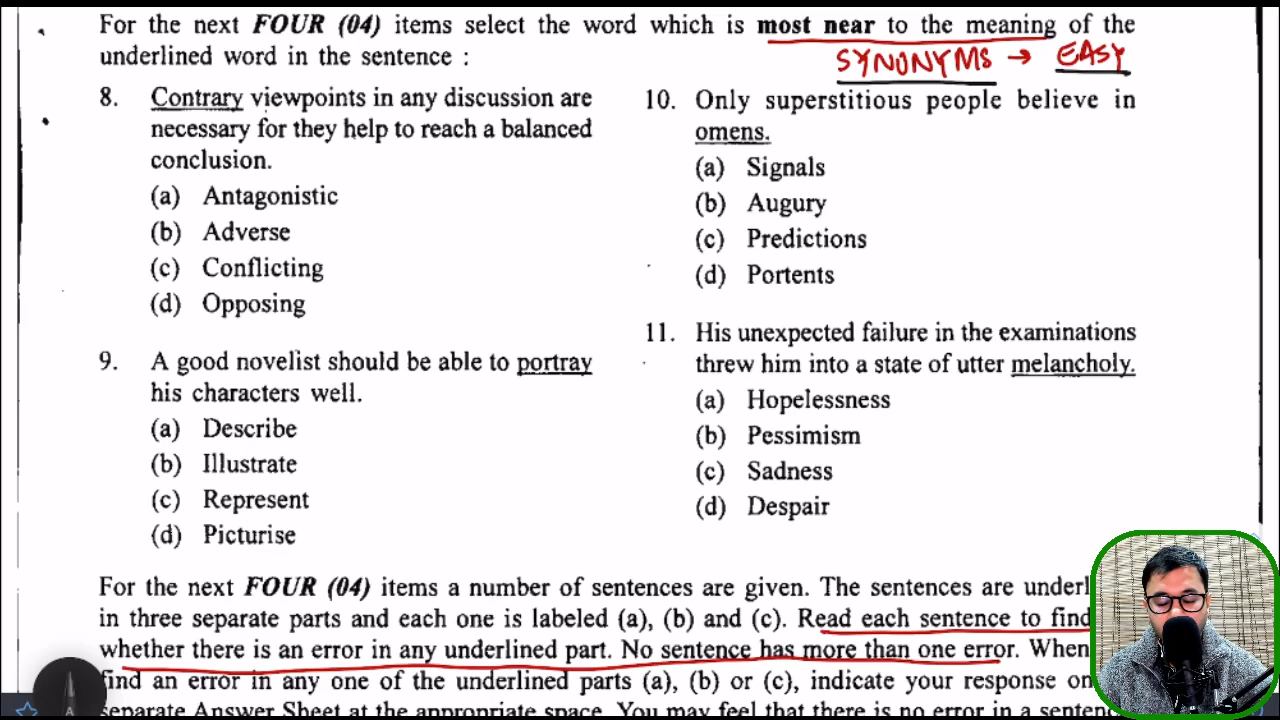 For the next FOUR (04) items select the word which is most near to the meaning of the
underlined word in the sentence :
SYNONYMS → EASY
8. Contrary viewpoints in any discussion are
necessary for they help to reach a balanced
conclusion.
(a) Antagonistic
(b) Adverse
(c) Conflicting
(d) Opposing
9. A good novelist should be able to portray
his characters well.
(a) Describe
(b) Illustrate
(c) Represent
(d) Picturise
10. Only superstitious people believe in
omens.
(a) Signals
(b) Augury
(c) Predictions
(d) Portents
11. His unexpected failure in the examinations
threw him into a state of utter melancholy.
(a) Hopelessness
(b) Pessimism
(c) Sadness
(d) Despair
For the next FOUR (04) items a number of sentences are given. The sentences are underl
in three separate parts and each one is labeled (a), (b) and (c). Read each sentence to find
whether there is an error in any underlined part. No sentence has more than one error. When
find an error in any one of the underlined parts (a), (b) or (c), indicate your response on
separate Answer Sheet at the appropriate space. You may feel that there is no error in a sentenc